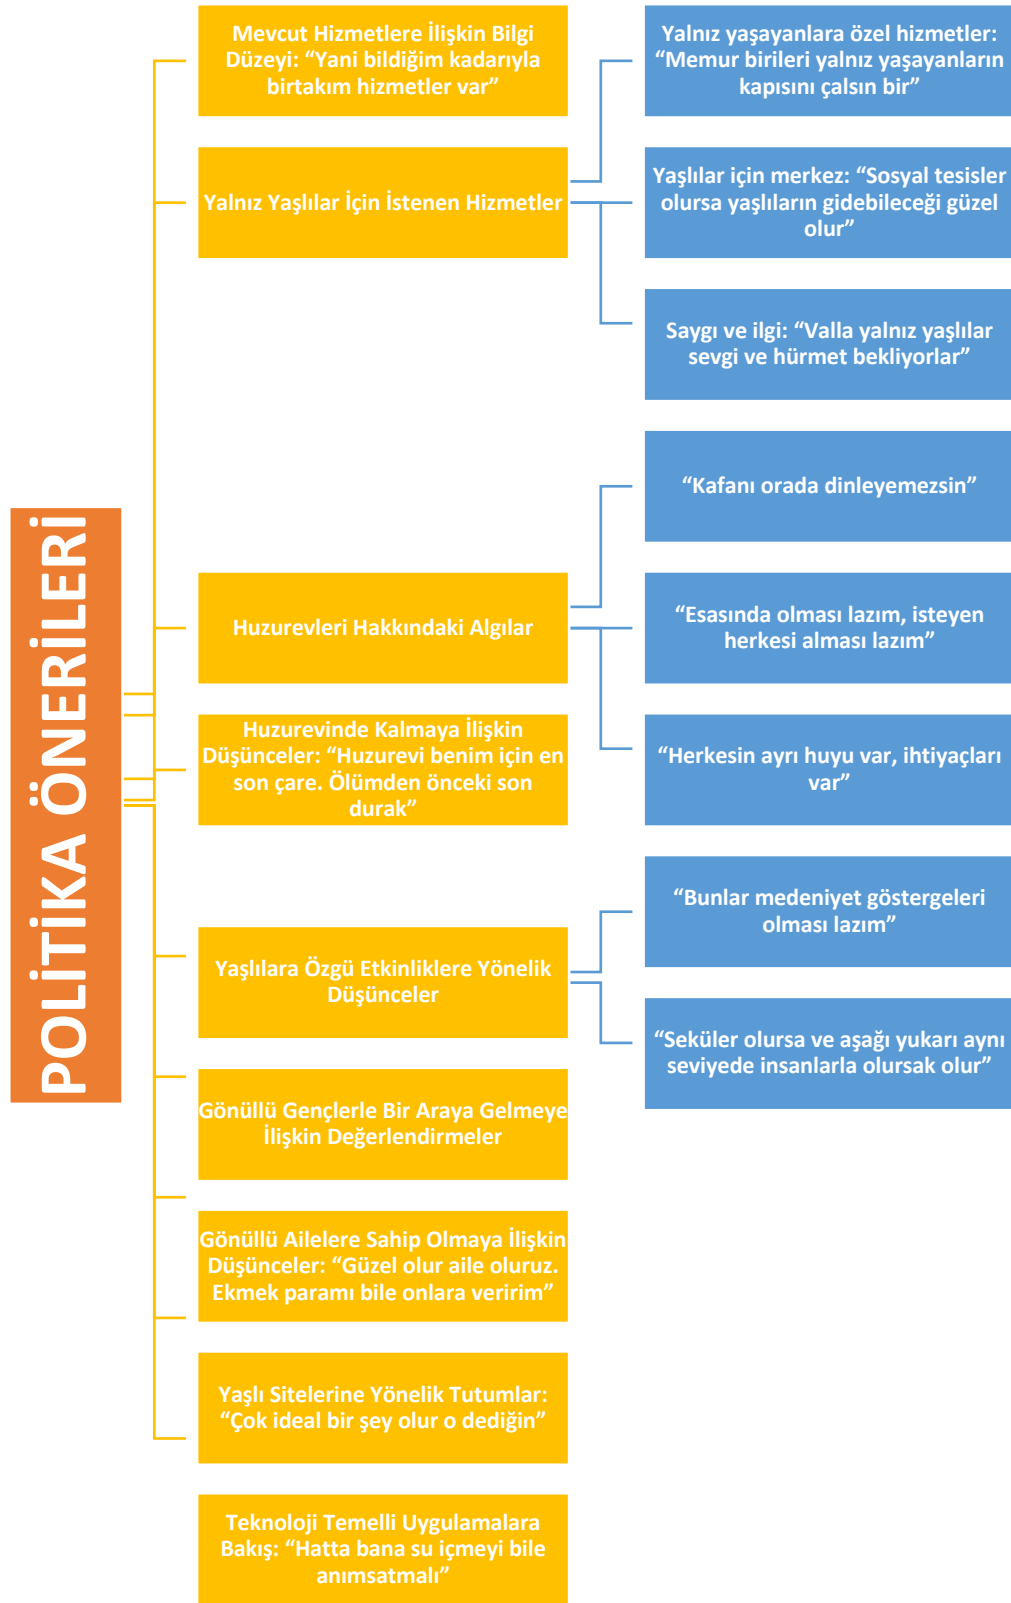 POLİTİKA ÖNERİLERİ
Mevcut Hizmetlere İlişkin Bilgi
Düzeyi: “Yani bildiğim kadarıyla
birtakım hizmetler var”
Yalnız Yaşlılar İçin İstenen Hizmetler
Yalnız yaşayanlara özel hizmetler:
“Memur birileri yalnız yaşayanların
kapısını çalsın bir”
Yaşlılar için merkez: “Sosyal tesisler
olursa yaşlıların gidebileceği güzel
olur”
Saygı ve ilgi: “Valla yalnız yaşlılar
sevgi ve hürmet bekliyorlar”
Huzurevleri Hakkındaki Algılar
“Kafanı orada dinleyemezsin”
“Esasında olması lazım, isteyen
herkesi alması lazım”
“Herkesin ayrı huyu var, ihtiyaçları
var”
Huzurevinde Kalmaya İlişkin
Düşünceler: “Huzurevi benim için en
son çare. Ölümden önceki son
durak”
Yaşlılara Özgü Etkinliklere Yönelik
Düşünceler
“Bunlar medeniyet göstergeleri
olması lazım”
“Seküler olursa ve aşağı yukarı aynı
seviyede insanlarla olursak olur”
Gönüllü Gençlerle Bir Araya Gelmeye
İlişkin Değerlendirmeler
Gönüllü Ailelere Sahip Olmaya İlişkin
Düşünceler: “Güzel olur aile oluruz.
Ekmek paramı bile onlara veririm”
Yaşlı Sitelerine Yönelik Tutumlar:
“Çok ideal bir şey olur o dediğin”
Teknoloji Temelli Uygulamalara
Bakış: “Hatta bana su içmeyi bile
anımsatmalı”